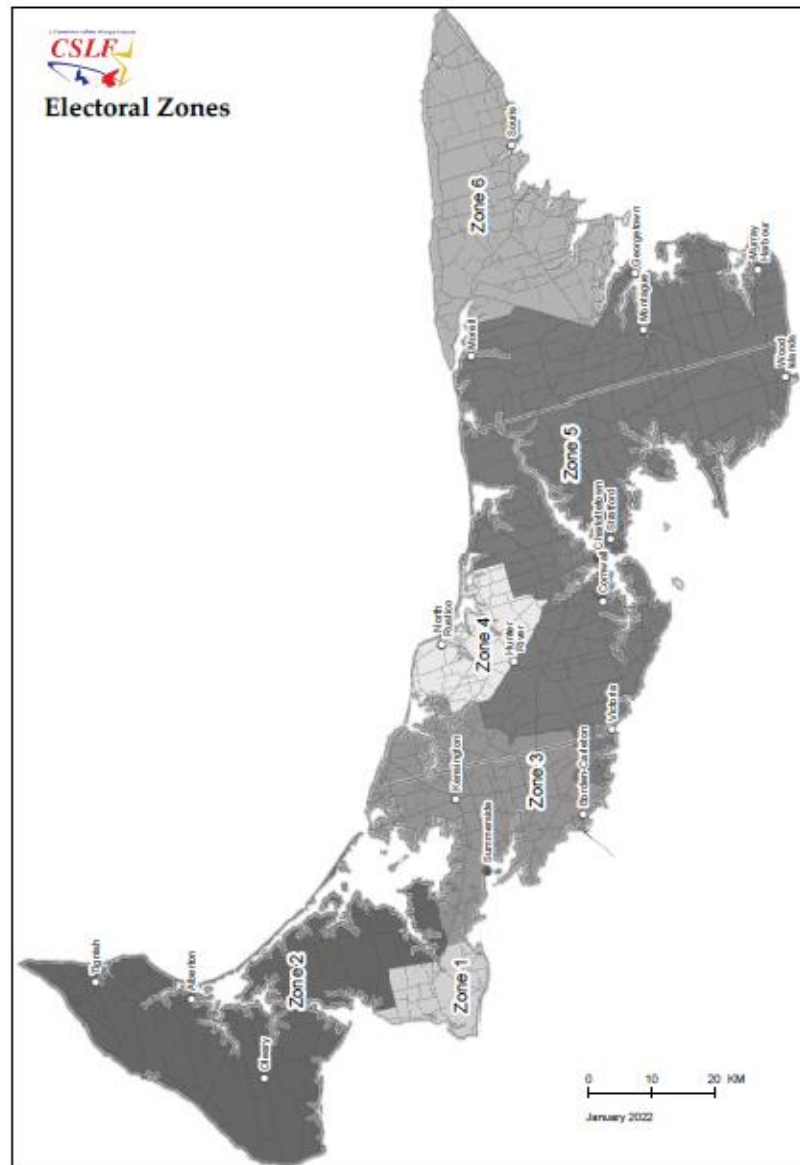 CSLF
Electoral Zones
Souris
Zone 6
Georgetown
Murray
Harbour
Montague
Morell
Wood
Islands
Zone 5
Charlottetown
Stratford
Cornwall
North
Rustico
Zone 4
Hunter
River
Victoria
Kensington
Zone 3
Borden-Carleton
Summerside
Tignish
Alberton
Zone 2
Zone 1
O'leary
0 10 20 KM
January 2022